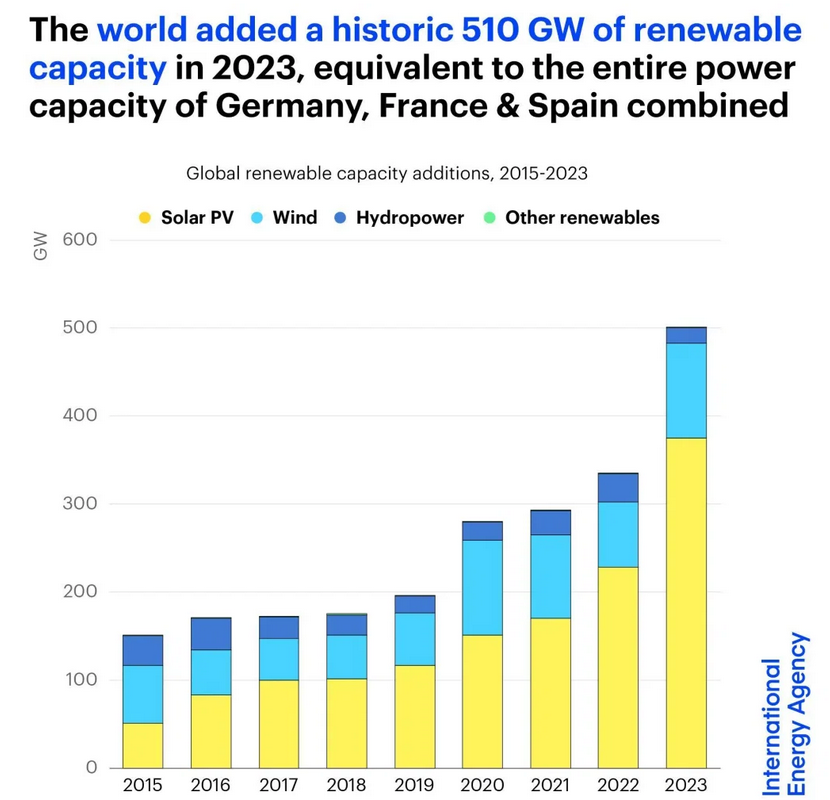 The world added a historic 510 GW of renewable
capacity in 2023, equivalent to the entire power
capacity of Germany, France & Spain combined
Global renewable capacity additions, 2015-2023
Solar PV Wind Hydropower Other renewables
GW
600
500
400
300
200
100
0
2015 2016 2017 2018 2019 2020 2021 2022 2023
International
Energy Agency